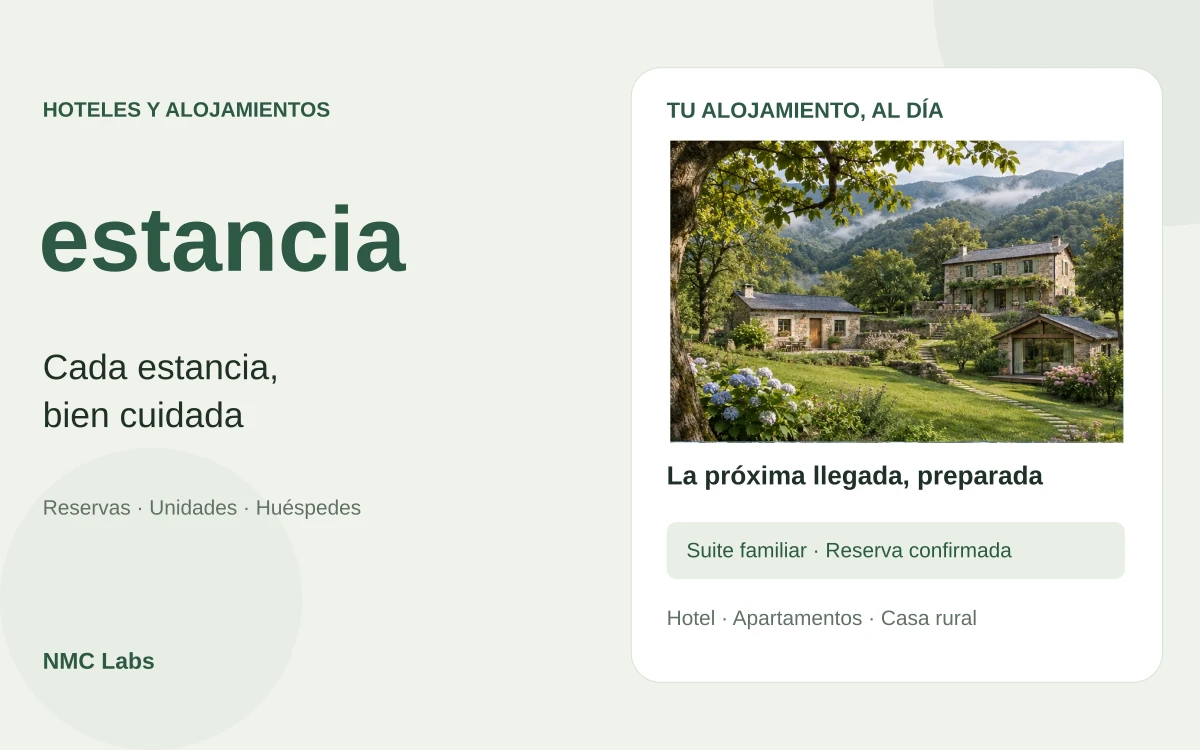 HOTELES Y ALOJAMIENTOS
estancia
Cada estancia,
bien cuidada
Reservas · Unidades · Huéspedes
NMC Labs
TU ALOJAMIENTO, AL DÍA
La próxima llegada, preparada
Suite familiar · Reserva confirmada
Hotel · Apartamentos · Casa rural